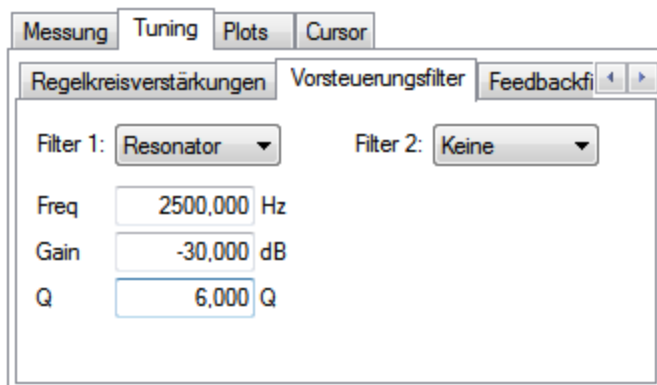 Messung Tuning Plots Cursor
Regelkreisverstärkungen Vorsteuerungsfilter Feedbackfi
Filter 1: Resonator Filter 2: Keine
Freq 2500,000 Hz
Gain -30,000 dB
Q 6,000 Q